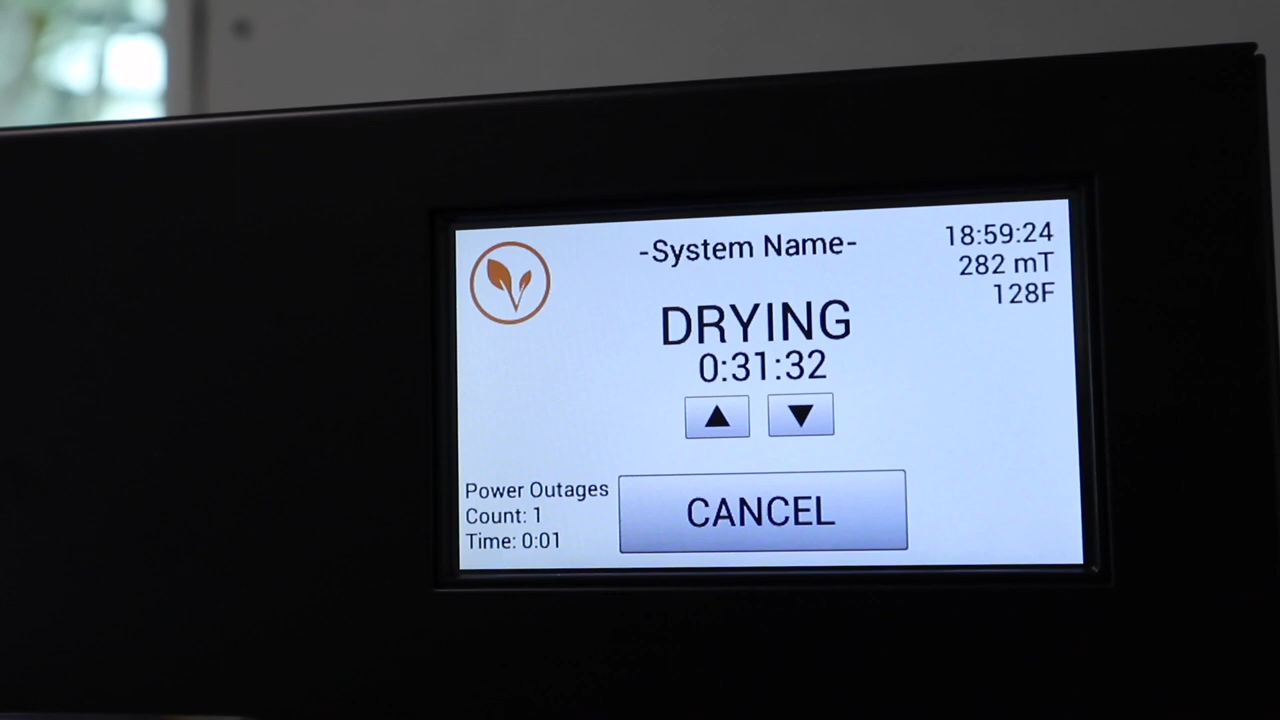 -System Name-
18:59:24
282 mT
128F
DRYING
0:31:32
▲ ▼
Power Outages
Count: 1
Time: 0:01
CANCEL